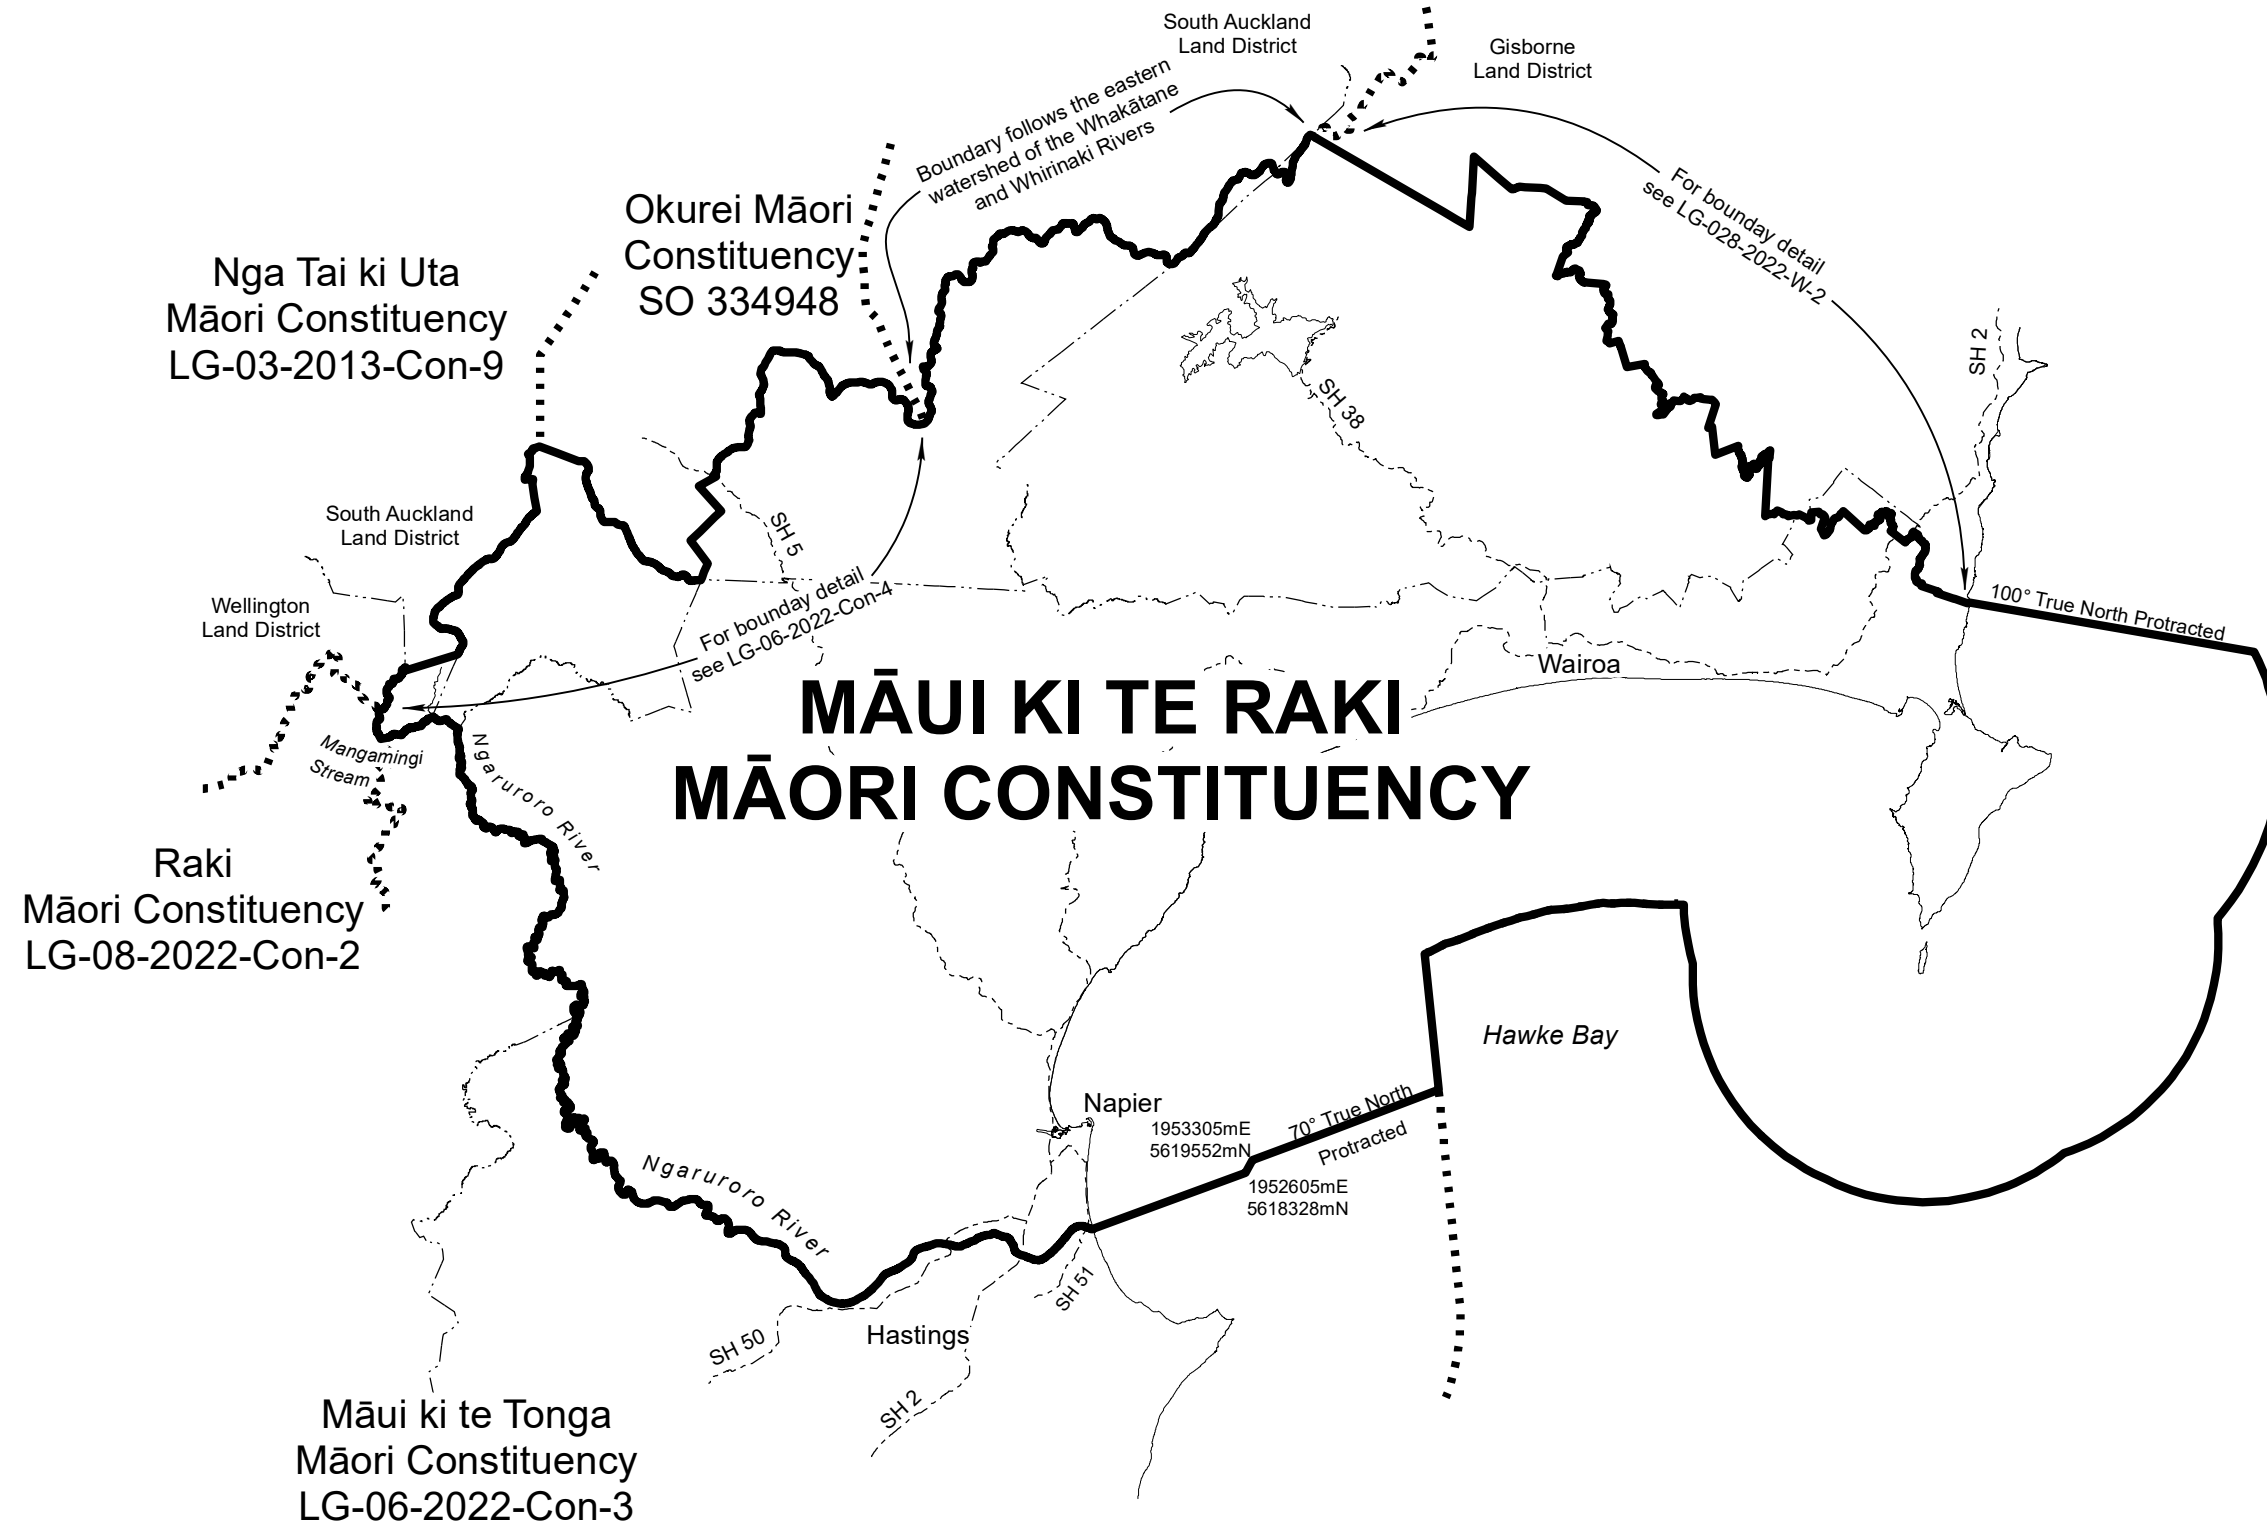 South Auckland
Land District
Gisborne
Land District
Boundary follows the eastern
watershed of the Whakātane
and Whirinaki Rivers
For bounday detail
see LG-028-2022-W-2
Okurei Māori
Constituency
SO 334948
Nga Tai ki Uta
Māori Constituency
LG-03-2013-Con-9
SH 2
SH 38
South Auckland
Land District
SH 5
Wellington
Land District
For bounday detail
see LG-06-2022-Con-4
100° True North Protracted
Wairoa
MĀUI KI TE RAKI
MĀORI CONSTITUENCY
Mangamingi
Stream
Ngaruroro River
Raki
Māori Constituency
LG-08-2022-Con-2
Hawke Bay
Napier
1953305mE
5619552mN
70° True North
Protracted
1952605mE
5618328mN
Ngaruroro River
SH 51
SH 50
Hastings
SH 2
Māui ki te Tonga
Māori Constituency
LG-06-2022-Con-3